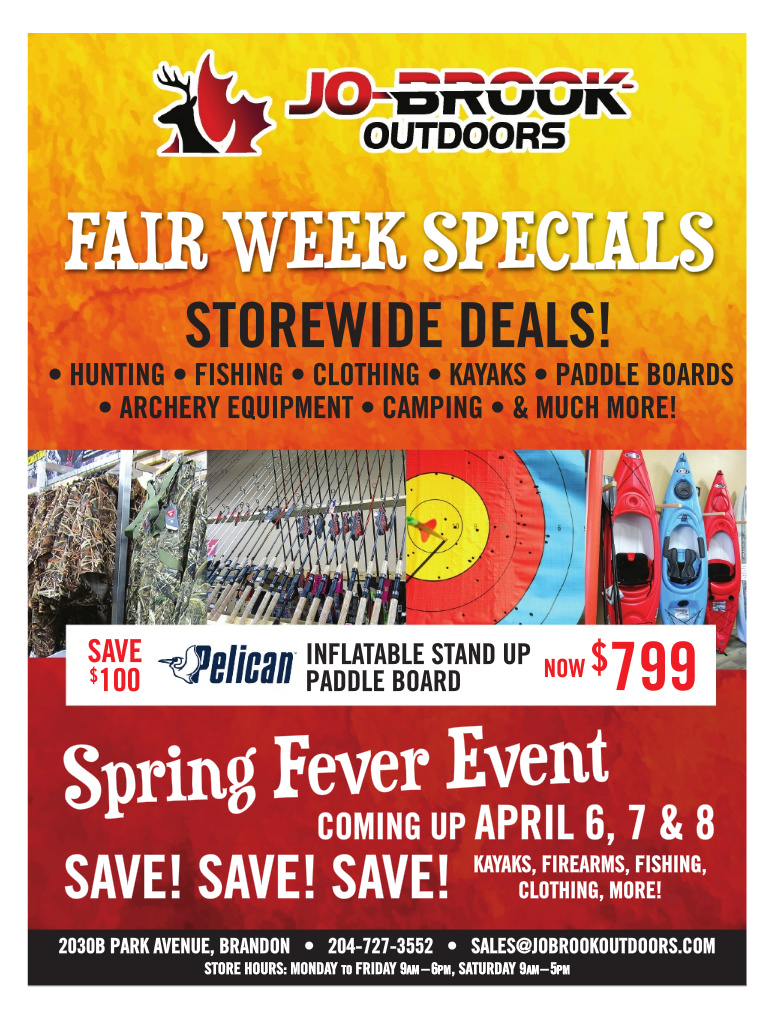 JO-BROOK
OUTDOORS
FAIR WEEK SPECIALS
STOREWIDE DEALS!
• HUNTING • FISHING • CLOTHING • KAYAKS • PADDLE BOARDS
• ARCHERY EQUIPMENT • CAMPING • & MUCH MORE!
SAVE
$100
Pelican™
INFLATABLE STAND UP
PADDLE BOARD
NOW $799
Spring Fever Event
COMING UP APRIL 6, 7 & 8
SAVE! SAVE! SAVE!
KAYAKS, FIREARMS, FISHING,
CLOTHING, MORE!
2030B PARK AVENUE, BRANDON • 204-727-3552 • SALES@JOBROOKOUTDOORS.COM
STORE HOURS: MONDAY TO FRIDAY 9AM–6PM, SATURDAY 9AM–5PM